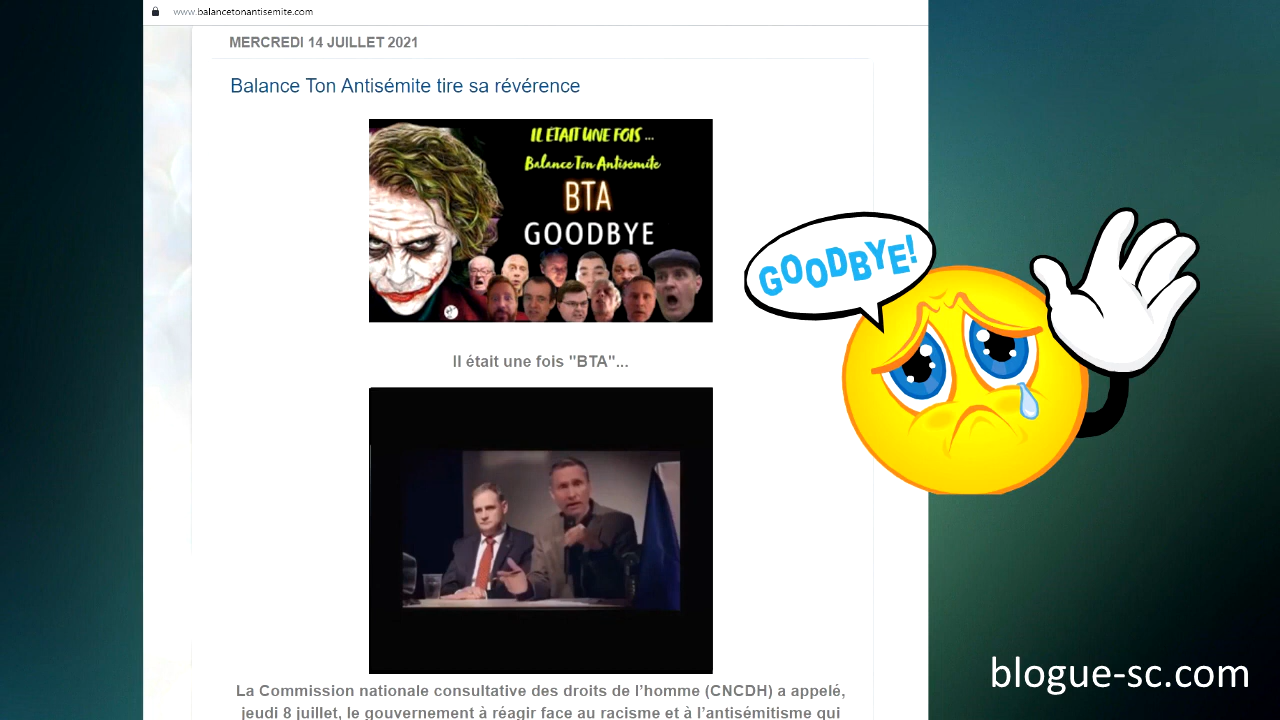 www.balancetonantisemite.com
MERCREDI 14 JUILLET 2021
Balance Ton Antisémite tire sa révérence
IL ÉTAIT UNE FOIS ...
Balance Ton Antisémite
BTA
GOODBYE
GOODBYE!
Il était une fois "BTA"...
La Commission nationale consultative des droits de l’homme (CNCDH) a appelé,
jeudi 8 juillet, le gouvernement à réagir face au racisme et à l’antisémitisme qui
blogue-sc.com